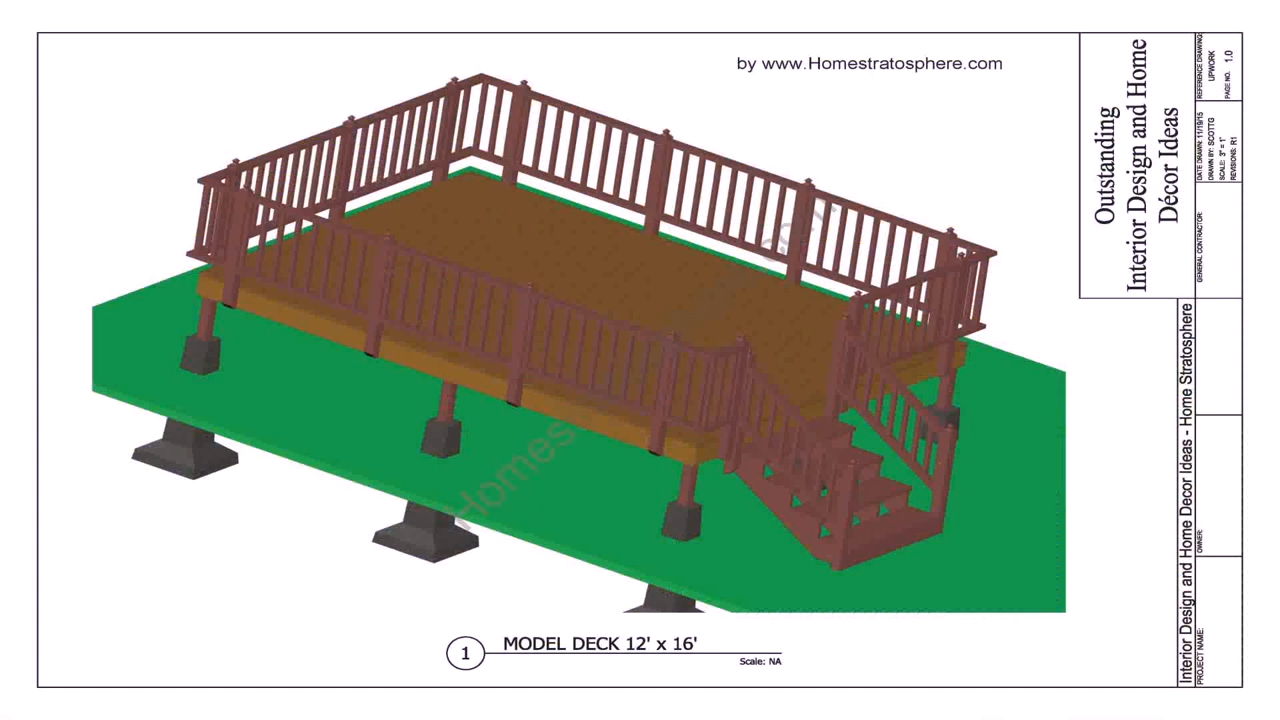 by www.Homestratosphere.com
Outstanding
Interior Design and Home
Décor Ideas
REFERENCE DRAWING:
UPWORK
PAGE NO. 1.0
DATE DRAWN: 11/19/15
DRAWN BY: SCOTTG
SCALE: 3" = 1'
REVISIONS: R1
GENERAL CONTRACTOR:
OWNER:
PROJECT NAME:
Interior Design and Home Decor Ideas - Home Stratosphere
1
MODEL DECK 12' x 16'
Scale: NA